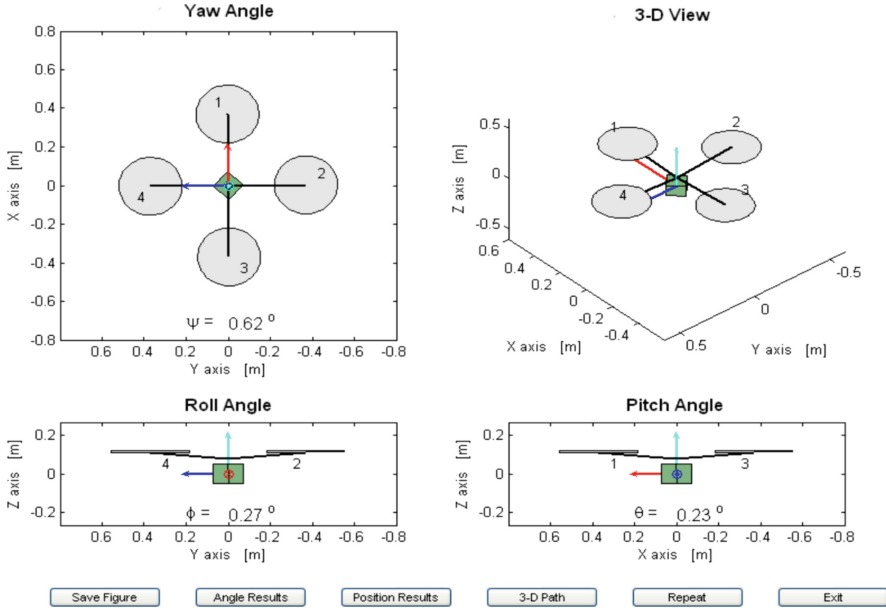 Yaw Angle
0.8
0.6
0.4
0.2
0
-0.2
-0.4
-0.6
-0.8
X axis [m]
1
2
3
4
Ψ = 0.62 º
0.6 0.4 0.2 0 -0.2 -0.4 -0.6 -0.8
Y axis [m]
3-D View
0.5
0
-0.5
Z axis [m]
1
2
3
4
0.6
0.4
0.2
0
-0.2
-0.4
X axis [m]
-0.5
0
0.5
Y axis [m]
Roll Angle
0.2
0
-0.2
Z axis [m]
4 2
ϕ = 0.27 º
0.6 0.4 0.2 0 -0.2 -0.4 -0.6 -0.8
Y axis [m]
Pitch Angle
0.2
0
-0.2
Z axis [m]
1 3
θ = 0.23 º
0.6 0.4 0.2 0 -0.2 -0.4 -0.6 -0.8
X axis [m]
Save Figure Angle Results Position Results 3-D Path Repeat Exit